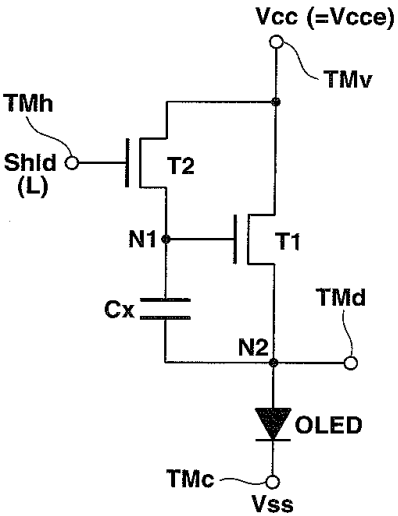 Vcc (=Vcce)
TMv
TMh
Shld
(L)
T2
N1
T1
Cx
TMd
N2
OLED
TMc
Vss